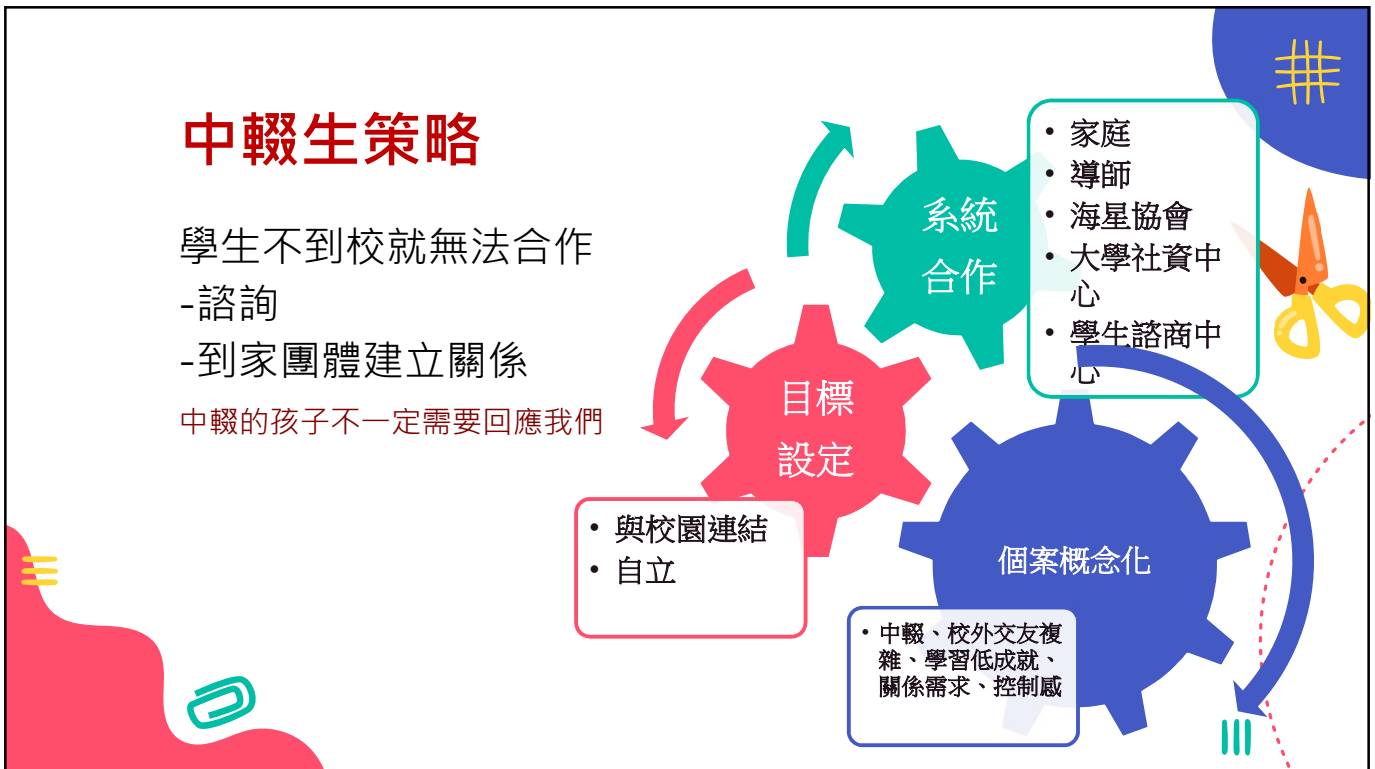 中輟生策略
學生不到校就無法合作
-諮詢
-到家團體建立關係
中輟的孩子不一定需要回應我們
系統
合作
• 家庭
• 導師
• 海星協會
• 大學社資中
心
• 學生諮商中
心
目標
設定
• 與校園連結
• 自立
個案概念化
• 中輟、校外交友複
雜、學習低成就、
關係需求、控制感